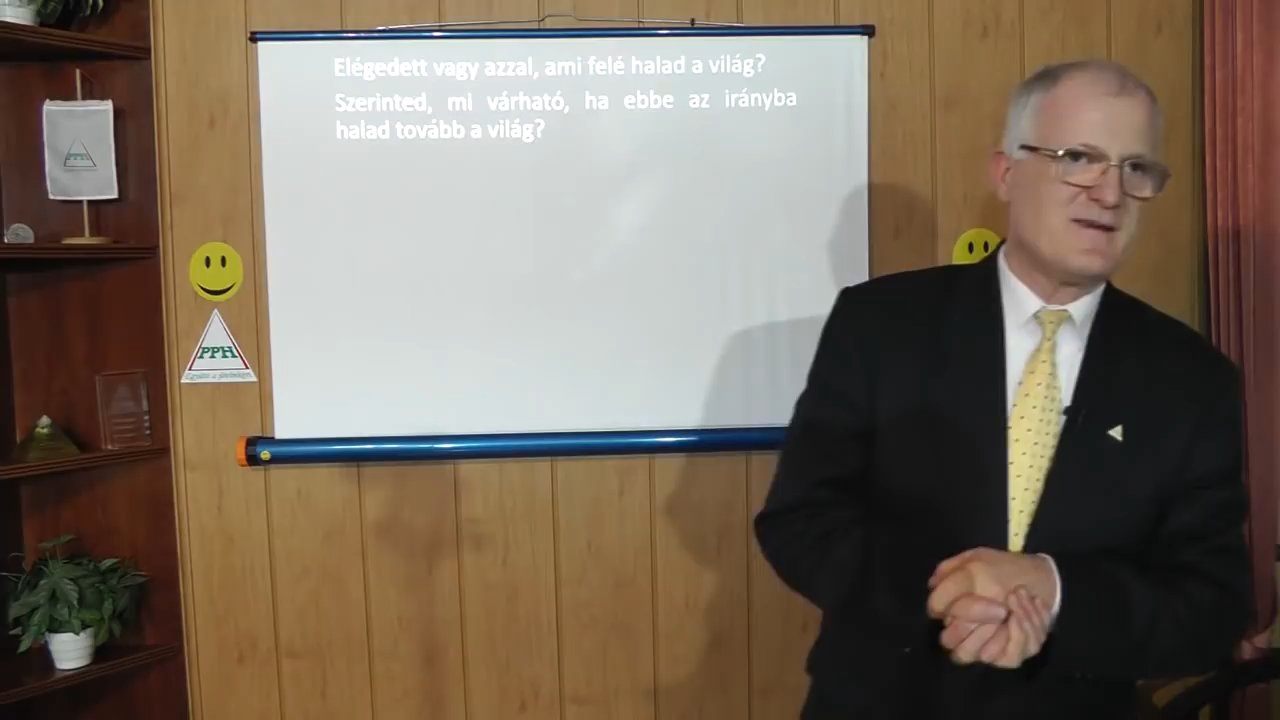 Elégedett vagy azzal, ami felé halad a világ?
Szerinted, mi várható, ha ebbe az irányba
halad tovább a világ?
PPH